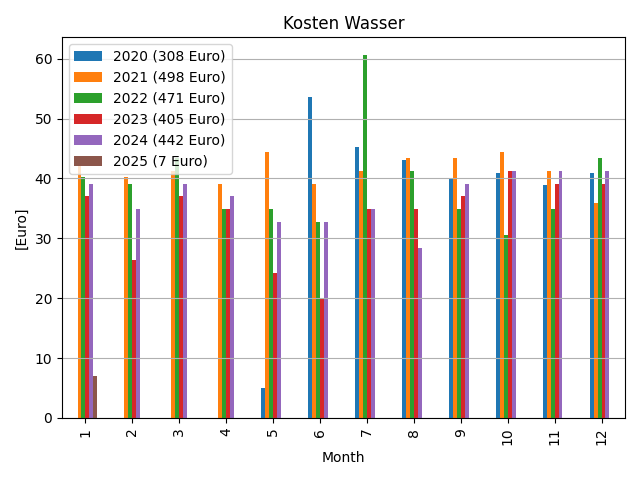 Kosten Wasser
2020 (308 Euro)
2021 (498 Euro)
2022 (471 Euro)
2023 (405 Euro)
2024 (442 Euro)
2025 (7 Euro)
[Euro]
60
50
40
30
20
10
0
1 2 3 4 5 6 7 8 9 10 11 12
Month